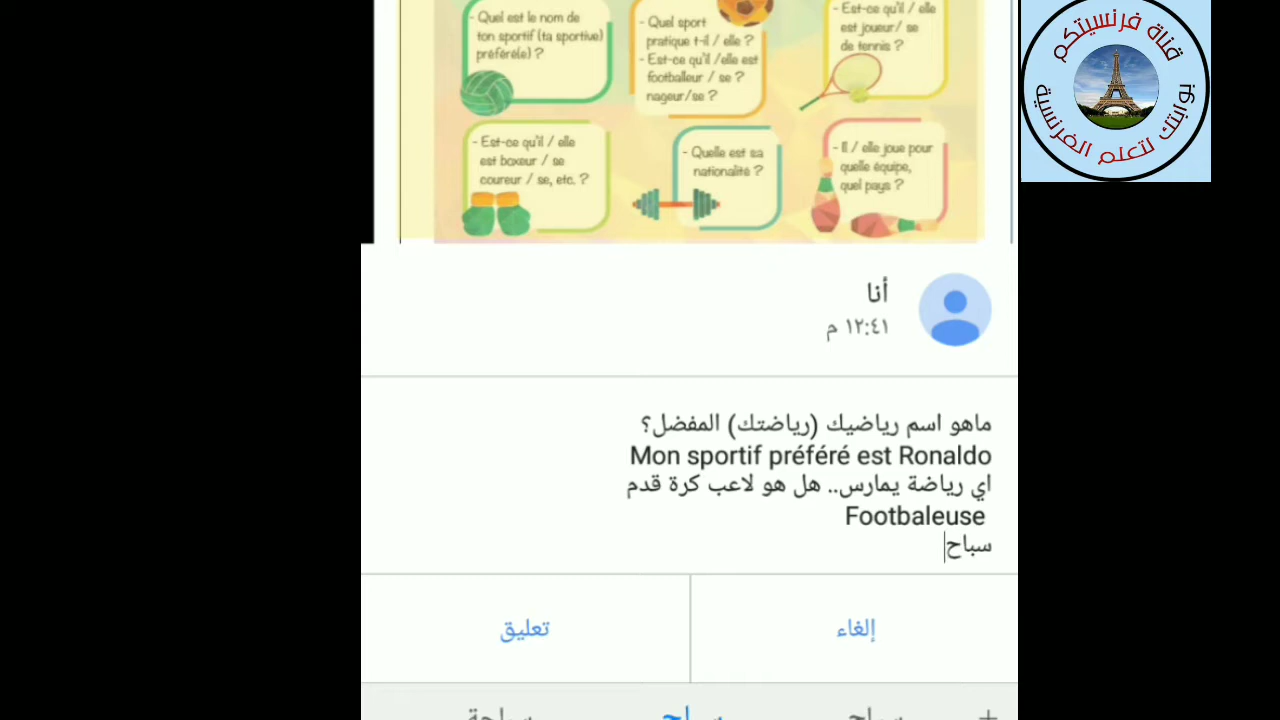 - Quel est le nom de
ton sportif (ta sportive)
préféré(e) ?
- Quel sport
pratique t-il / elle ?
- Est-ce qu'il /elle est
footballeur / se ?
nageur/se ?
- Est-ce qu'il / elle
est joueur/ se
de tennis ?
- Est-ce qu'il / elle
est boxeur / se
coureur / se, etc. ?
- Quelle est sa
nationalité ?
- Il / elle joue pour
quelle équipe,
quel pays ?
قناة فرنسيتكم
بوابتك لتعلم الفرنسية
أنا
١٢:٤١ م
ماهو اسم رياضيك (رياضتك) المفضل؟
Mon sportif préféré est Ronaldo
اي رياضة يمارس.. هل هو لاعب كرة قدم
Footbaleuse
سباح
إلغاء
تعليق
+
سباح